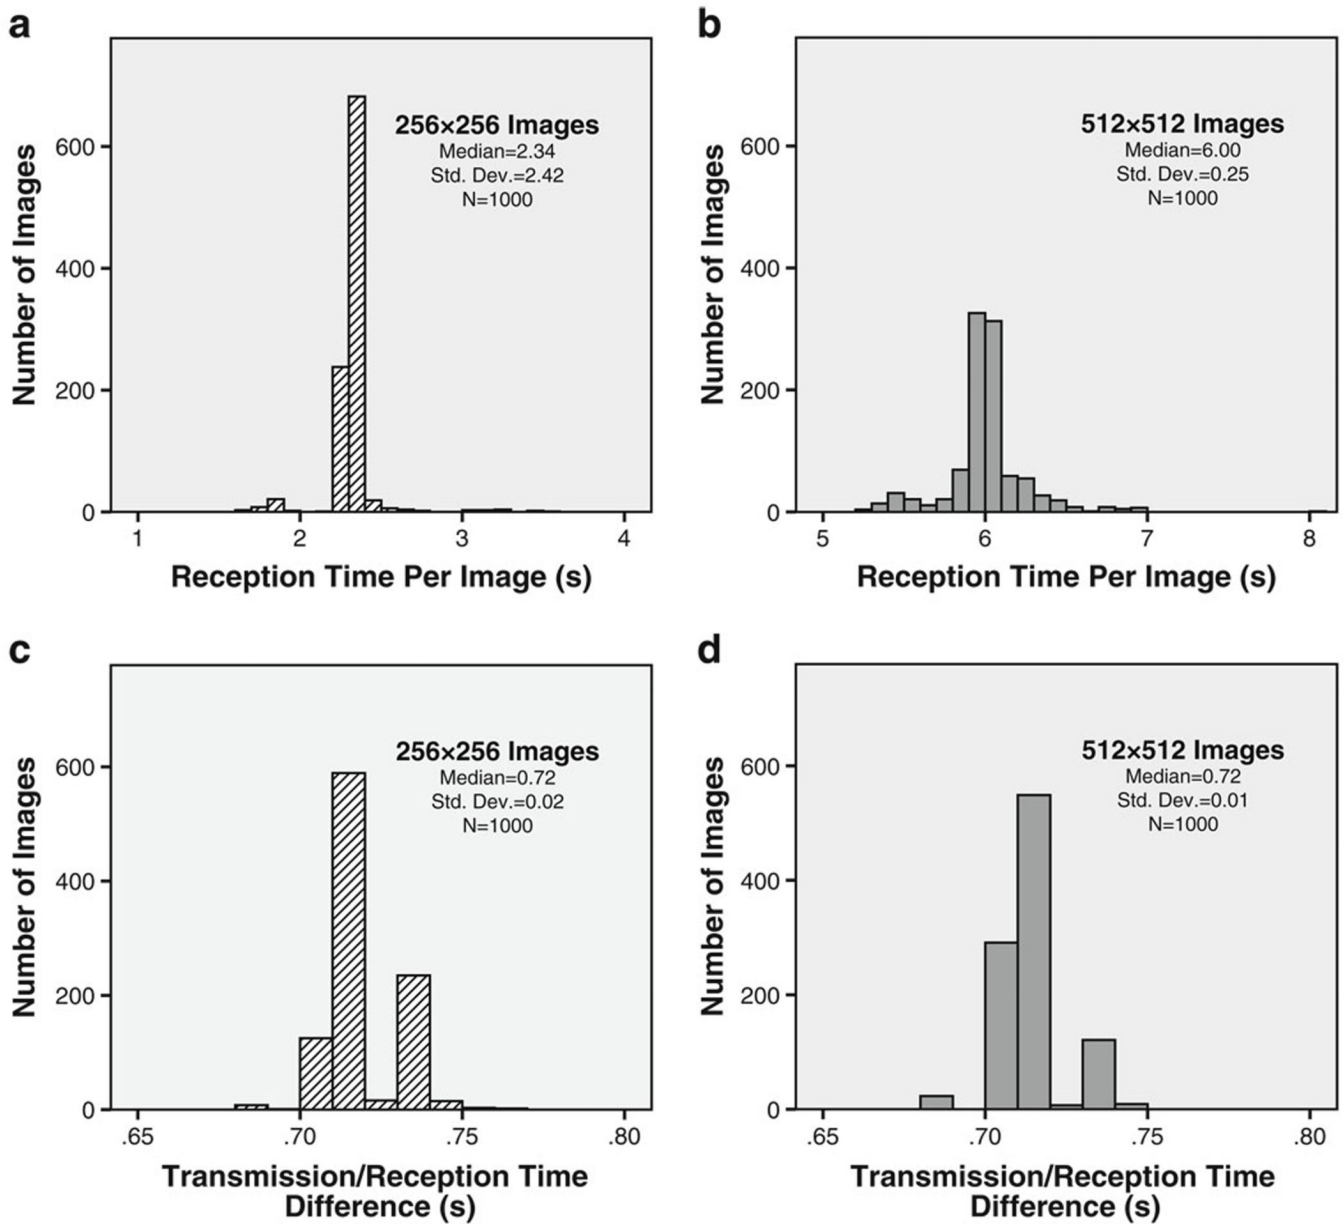 a
256×256 Images
Median=2.34
Std. Dev.=2.42
N=1000
Number of Images
600
400
200
0
1 2 3 4
Reception Time Per Image (s)
b
512×512 Images
Median=6.00
Std. Dev.=0.25
N=1000
Number of Images
600
400
200
0
5 6 7 8
Reception Time Per Image (s)
c
256×256 Images
Median=0.72
Std. Dev.=0.02
N=1000
Number of Images
600
400
200
0
.65 .70 .75 .80
Transmission/Reception Time
Difference (s)
d
512×512 Images
Median=0.72
Std. Dev.=0.01
N=1000
Number of Images
600
400
200
0
.65 .70 .75 .80
Transmission/Reception Time
Difference (s)